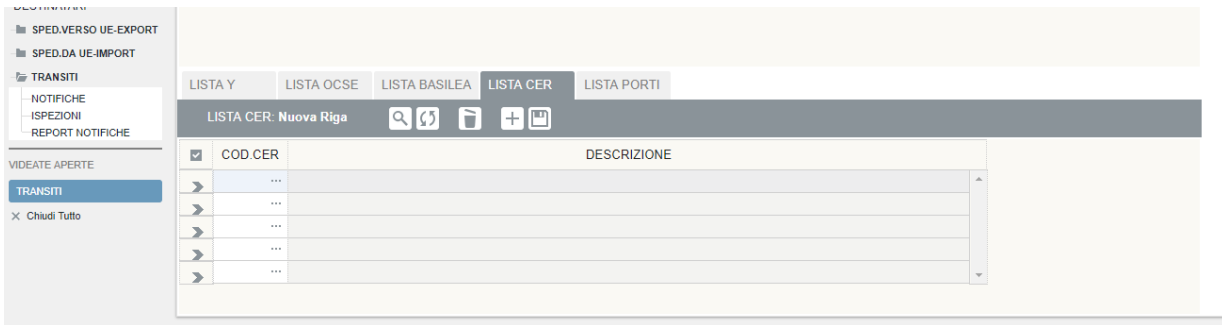 DESTINATARI
SPED.VERSO UE-EXPORT
SPED.DA UE-IMPORT
TRANSITI
NOTIFICHE
ISPEZIONI
REPORT NOTIFICHE
VIDEATE APERTE
TRANSITI
× Chiudi Tutto
LISTA Y LISTA OCSE LISTA BASILEA LISTA CER LISTA PORTI
LISTA CER: Nuova Riga
COD.CER DESCRIZIONE
...
...
...
...
...